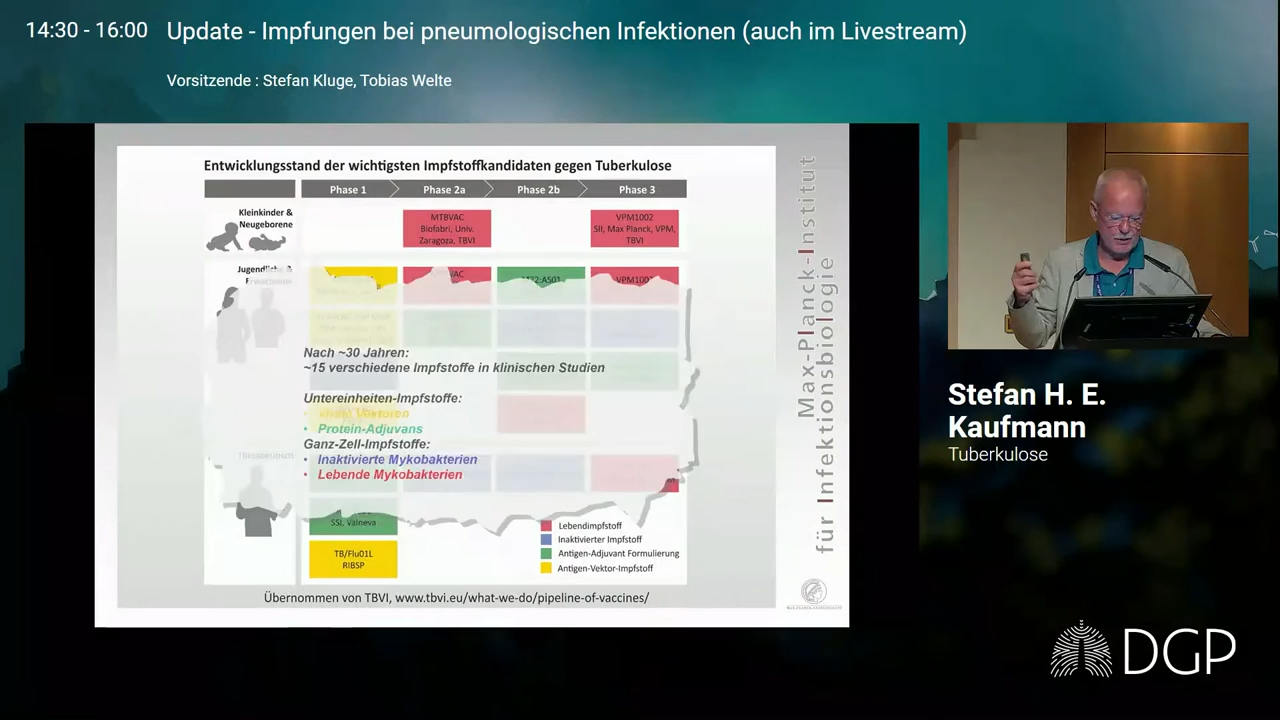 14:30 - 16:00
Update - Impfungen bei pneumologischen Infektionen (auch im Livestream)
Vorsitzende : Stefan Kluge, Tobias Welte
Entwicklungsstand der wichtigsten Impfstoffkandidaten gegen Tuberkulose
Phase 1
Phase 2a
Phase 2b
Phase 3
Kleinkinder &
Neugeborene
MTBVAC
Biofabri, Univ.
Zaragoza, TBVI
VPM1002
SII, Max Planck, VPM,
TBVI
Jugendliche &
Nach ~30 Jahren:
~15 verschiedene Impfstoffe in klinischen Studien
Untereinheiten-Impfstoffe:
• Protein-Adjuvans
Ganz-Zell-Impfstoffe:
• Inaktivierte Mykobakterien
• Lebende Mykobakterien
SSI, Valneva
TB/Flu01L
RIBSP
Lebendimpfstoff
Inaktivierter Impfstoff
Antigen-Adjuvant Formulierung
Antigen-Vektor-Impfstoff
Übernommen von TBVI, www.tbvi.eu/what-we-do/pipeline-of-vaccines/
Max-Planck-Institut
für Infektionsbiologie
Stefan H. E.
Kaufmann
Tuberkulose
DGP